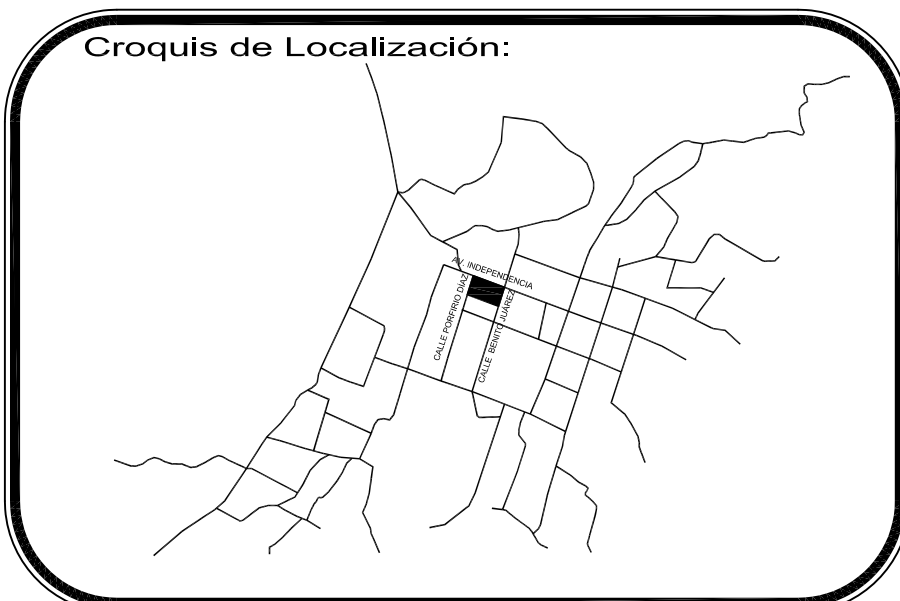 Croquis de Localización:
AV. INDEPENDENCIA
CALLE PORFIRIO DÍAZ
CALLE BENITO JUÁREZ